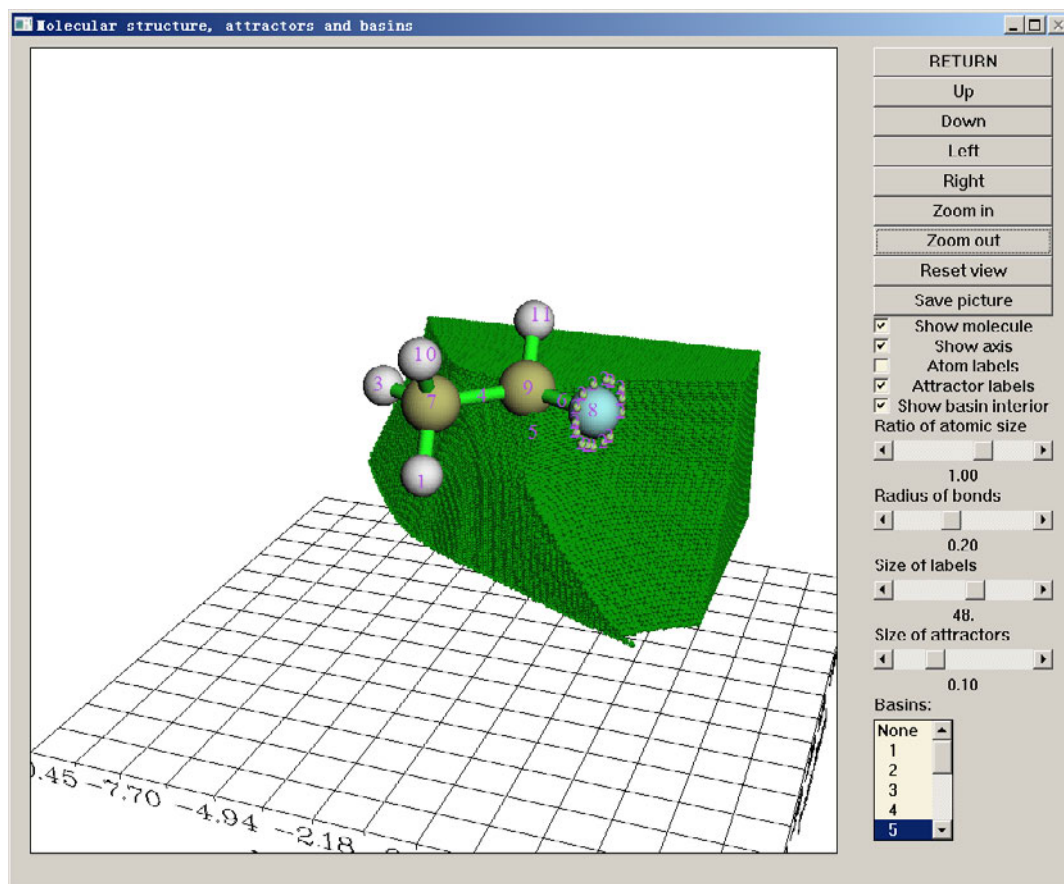 Molecular structure, attractors and basins
RETURN
Up
Down
Left
Right
Zoom in
Zoom out
Reset view
Save picture
Show molecule
Show axis
Atom labels
Attractor labels
Show basin interior
Ratio of atomic size
1.00
Radius of bonds
0.20
Size of labels
48.
Size of attractors
0.10
Basins:
None
1
2
3
4
5
11
10
3
7
4
9
6
8
5
1
-7.70 -4.94 -2.18